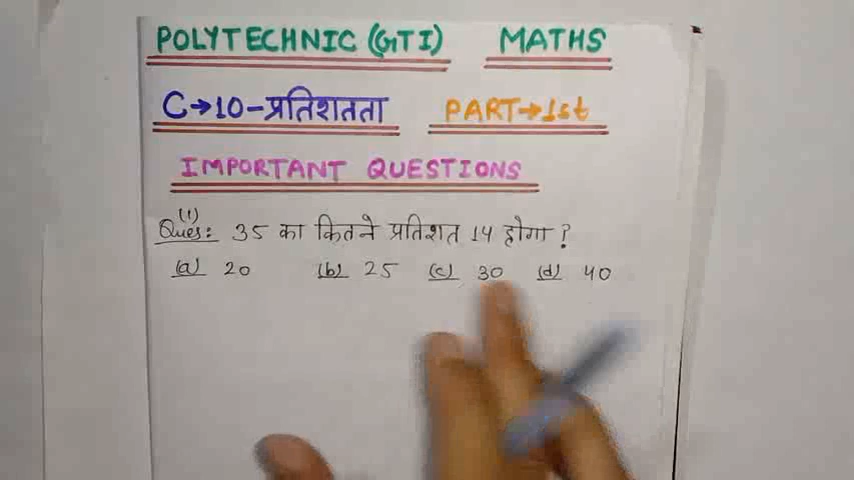 POLYTECHNIC (GTI) MATHS
C→10-प्रतिशतता PART→1st
IMPORTANT QUESTIONS
(1)
Ques: 35 का कितने प्रतिशत 14 होगा ?
(a) 20 (b) 25 (c) 30 (d) 40